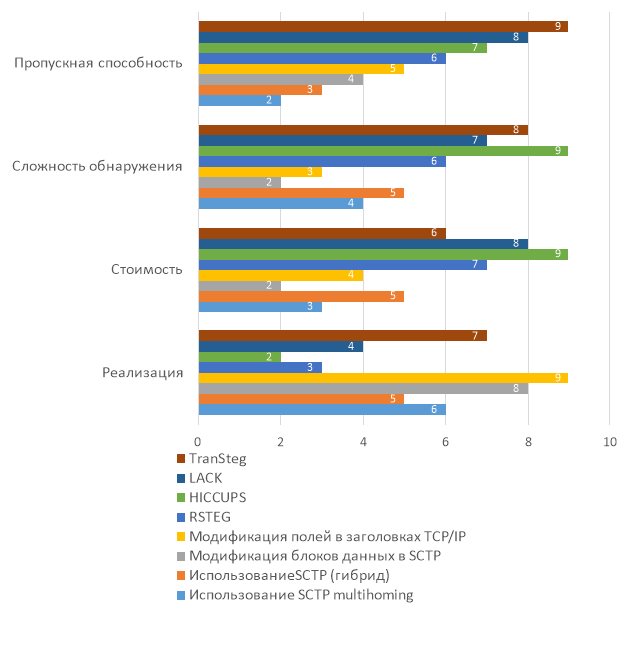 9
8
7
Пропускная способность
6
5
4
3
2
8
7
9
Сложность обнаружения
6
3
2
5
4
6
8
9
Стоимость
7
4
2
5
3
7
4
2
Реализация
3
9
8
5
6
0 2 4 6 8 10
TranSteg
LACK
HICCUPS
RSTEG
Модификация полей в заголовках TCP/IP
Модификация блоков данных в SCTP
ИспользованиеSCTP (гибрид)
Использование SCTP multihoming